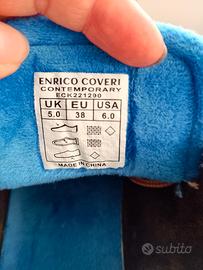 ENRICO COVERI
CONTEMPORARY
ECK221290
UK EU USA
5.0 38 6.0
MADE IN CHINA
subito